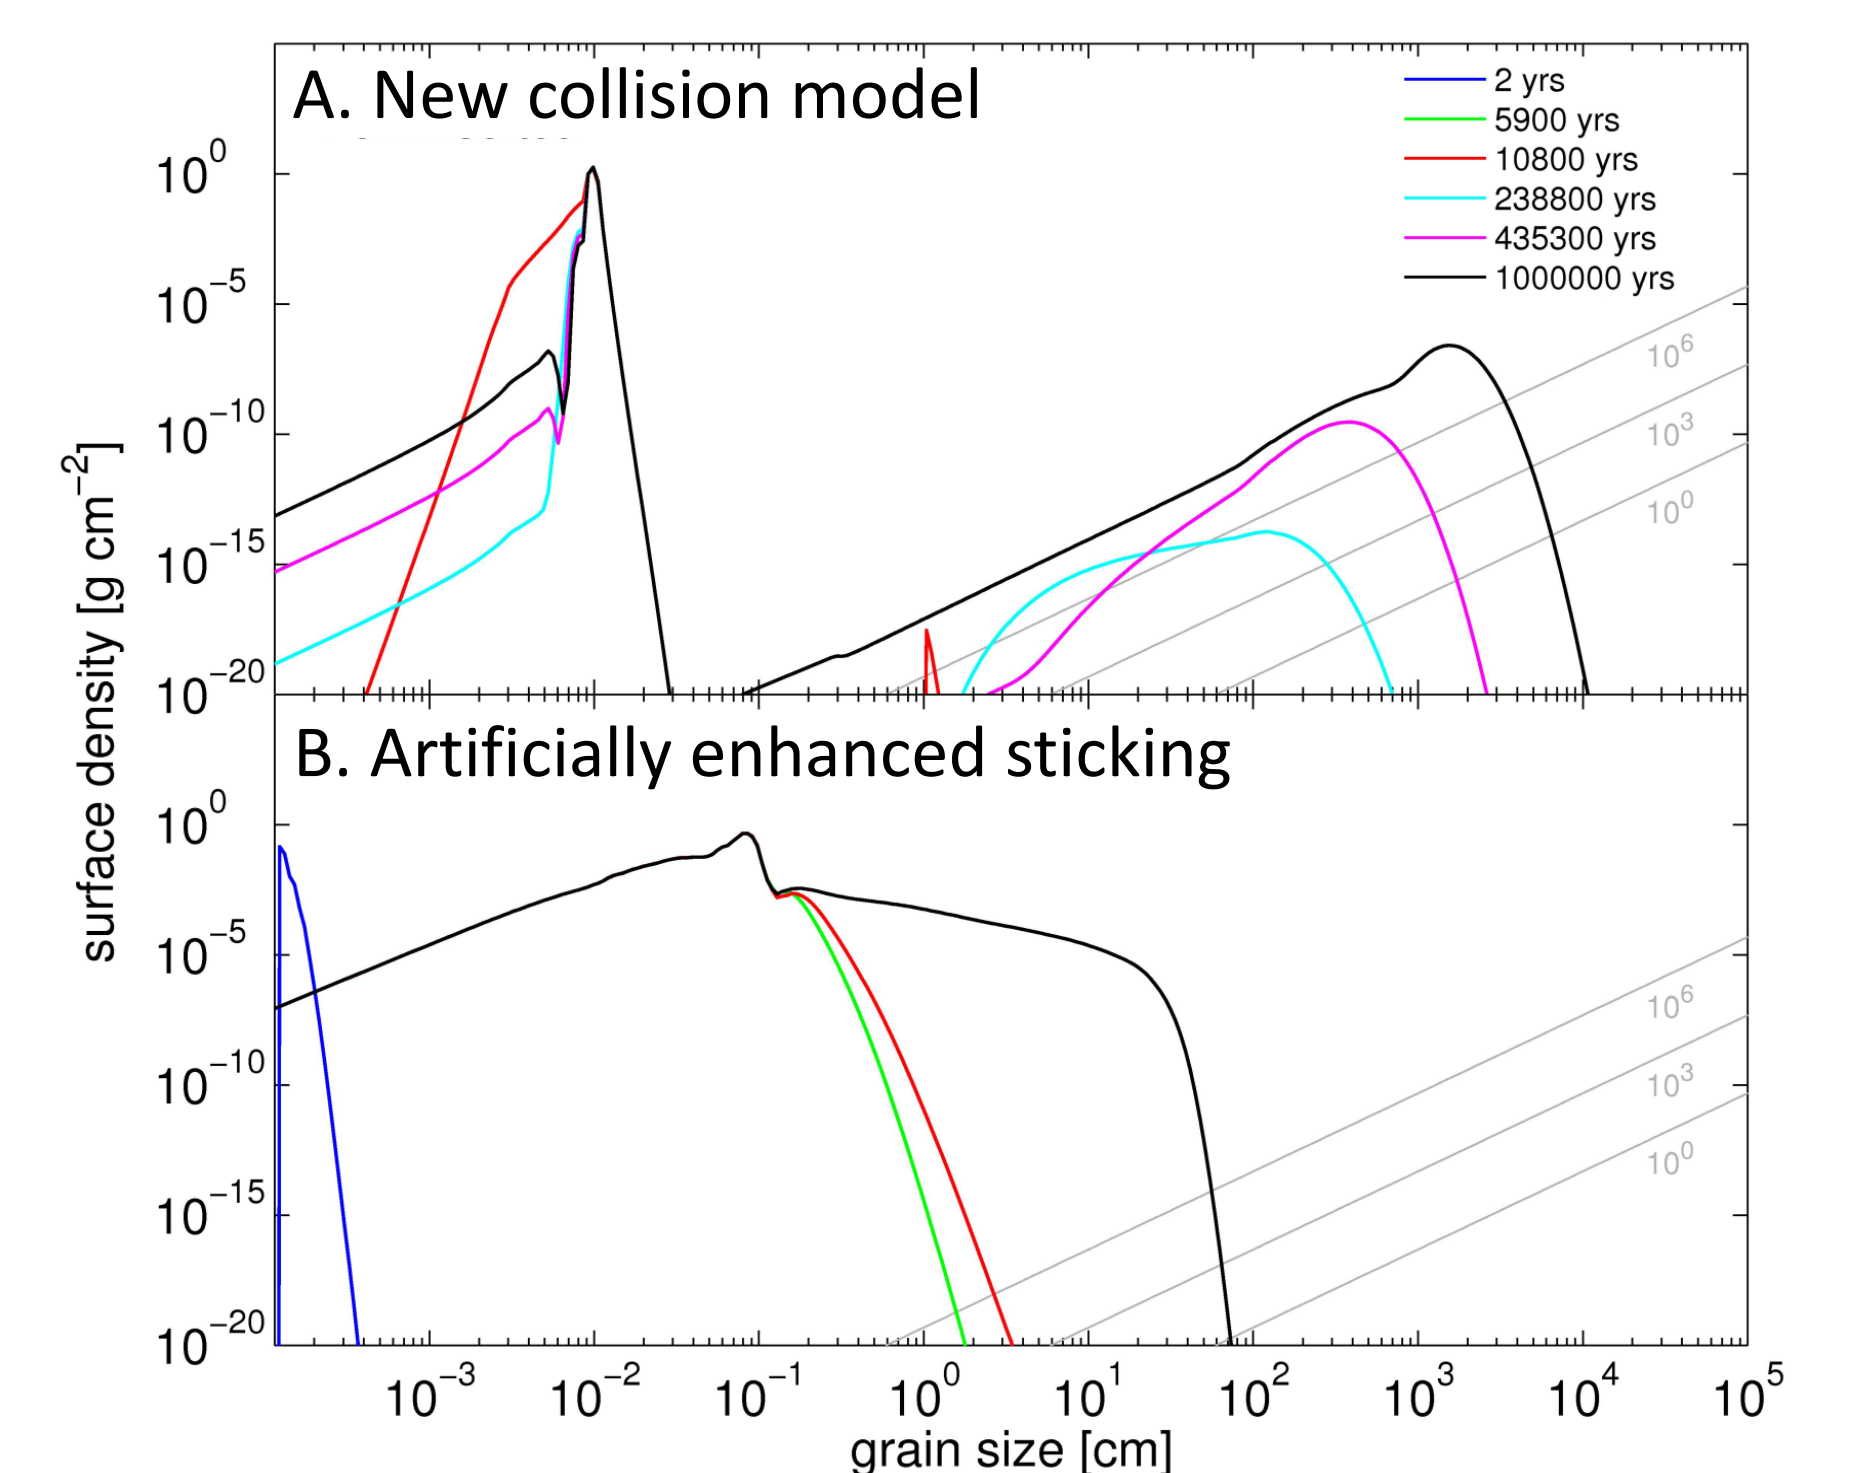 A. New collision model
2 yrs
5900 yrs
10800 yrs
238800 yrs
435300 yrs
1000000 yrs
10^0
10^−5
10^−10
10^−15
10^−20
10^6
10^3
10^0
surface density [g cm^−2]
B. Artificially enhanced sticking
10^0
10^−5
10^−10
10^−15
10^−20
10^6
10^3
10^0
10^−3 10^−2 10^−1 10^0 10^1 10^2 10^3 10^4 10^5
grain size [cm]